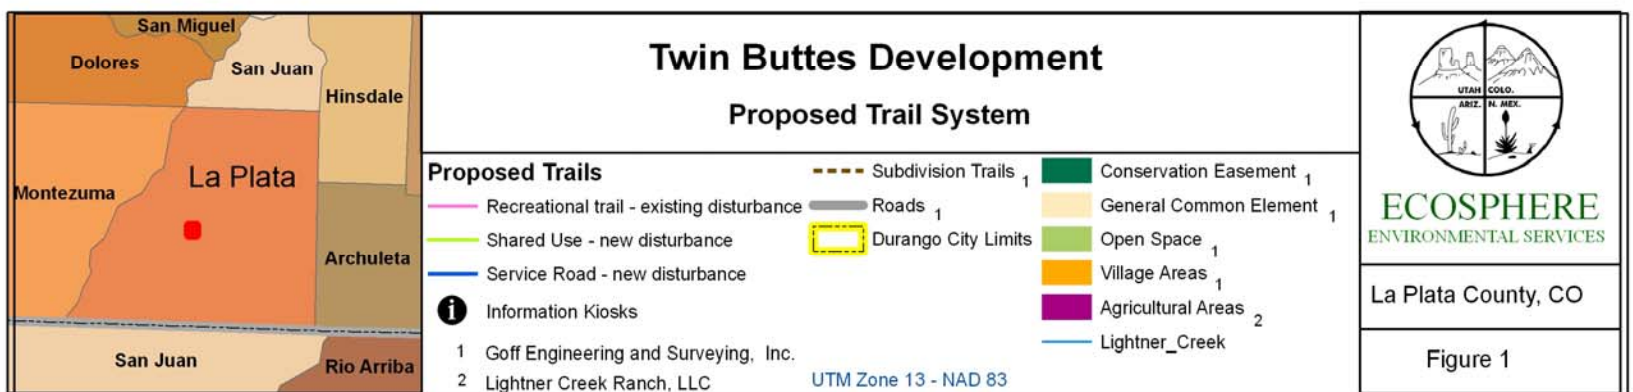 San Miguel
Dolores
San Juan
Hinsdale
La Plata
Montezuma
Archuleta
San Juan
Rio Arriba
Twin Buttes Development
Proposed Trail System
Proposed Trails
Recreational trail - existing disturbance
Shared Use - new disturbance
Service Road - new disturbance
i Information Kiosks
1 Goff Engineering and Surveying, Inc.
2 Lightner Creek Ranch, LLC
Subdivision Trails 1
Roads 1
Durango City Limits
UTM Zone 13 - NAD 83
Conservation Easement 1
General Common Element 1
Open Space 1
Village Areas 1
Agricultural Areas 2
Lightner_Creek
UTAH COLO.
ARIZ. N. MEX.
ECOSPHERE
ENVIRONMENTAL SERVICES
La Plata County, CO
Figure 1